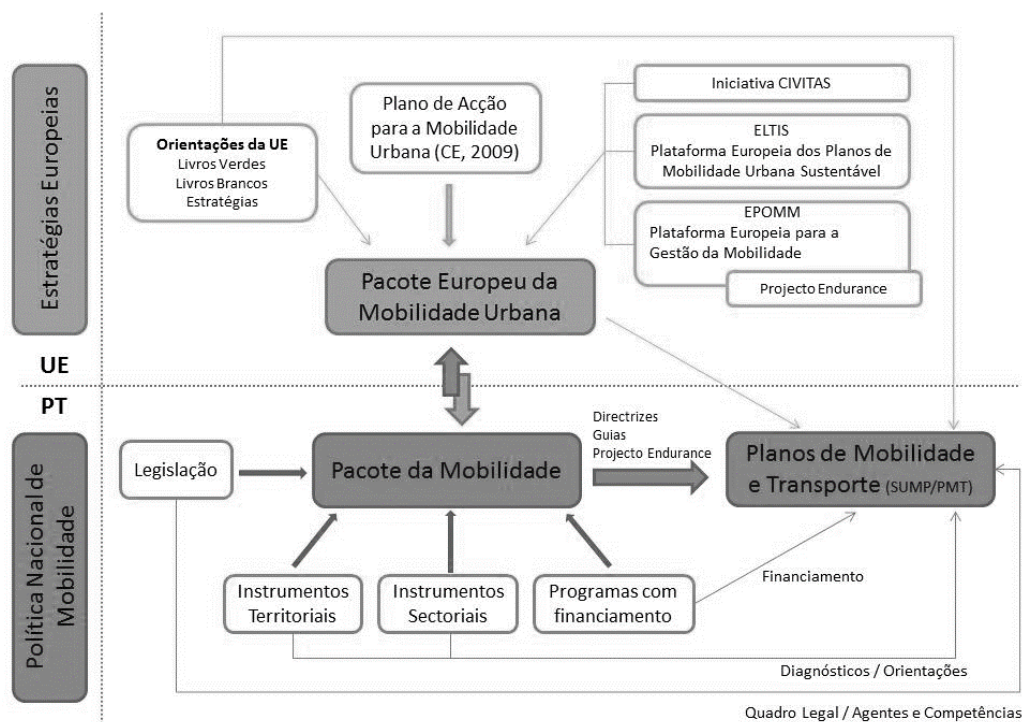 Estratégias Europeias
Orientações da UE
Livros Verdes
Livros Brancos
Estratégias
Plano de Acção
para a Mobilidade
Urbana (CE, 2009)
Iniciativa CIVITAS
ELTIS
Plataforma Europeia dos Planos de
Mobilidade Urbana Sustentável
EPOMM
Plataforma Europeia para a
Gestão da Mobilidade
Projecto Endurance
Pacote Europeu da
Mobilidade Urbana
UE
PT
Política Nacional de
Mobilidade
Legislação
Pacote da Mobilidade
Directrizes
Guias
Projecto Endurance
Planos de Mobilidade
e Transporte (SUMP/PMT)
Instrumentos
Territoriais
Instrumentos
Sectoriais
Programas com
financiamento
Financiamento
Diagnósticos / Orientações
Quadro Legal / Agentes e Competências